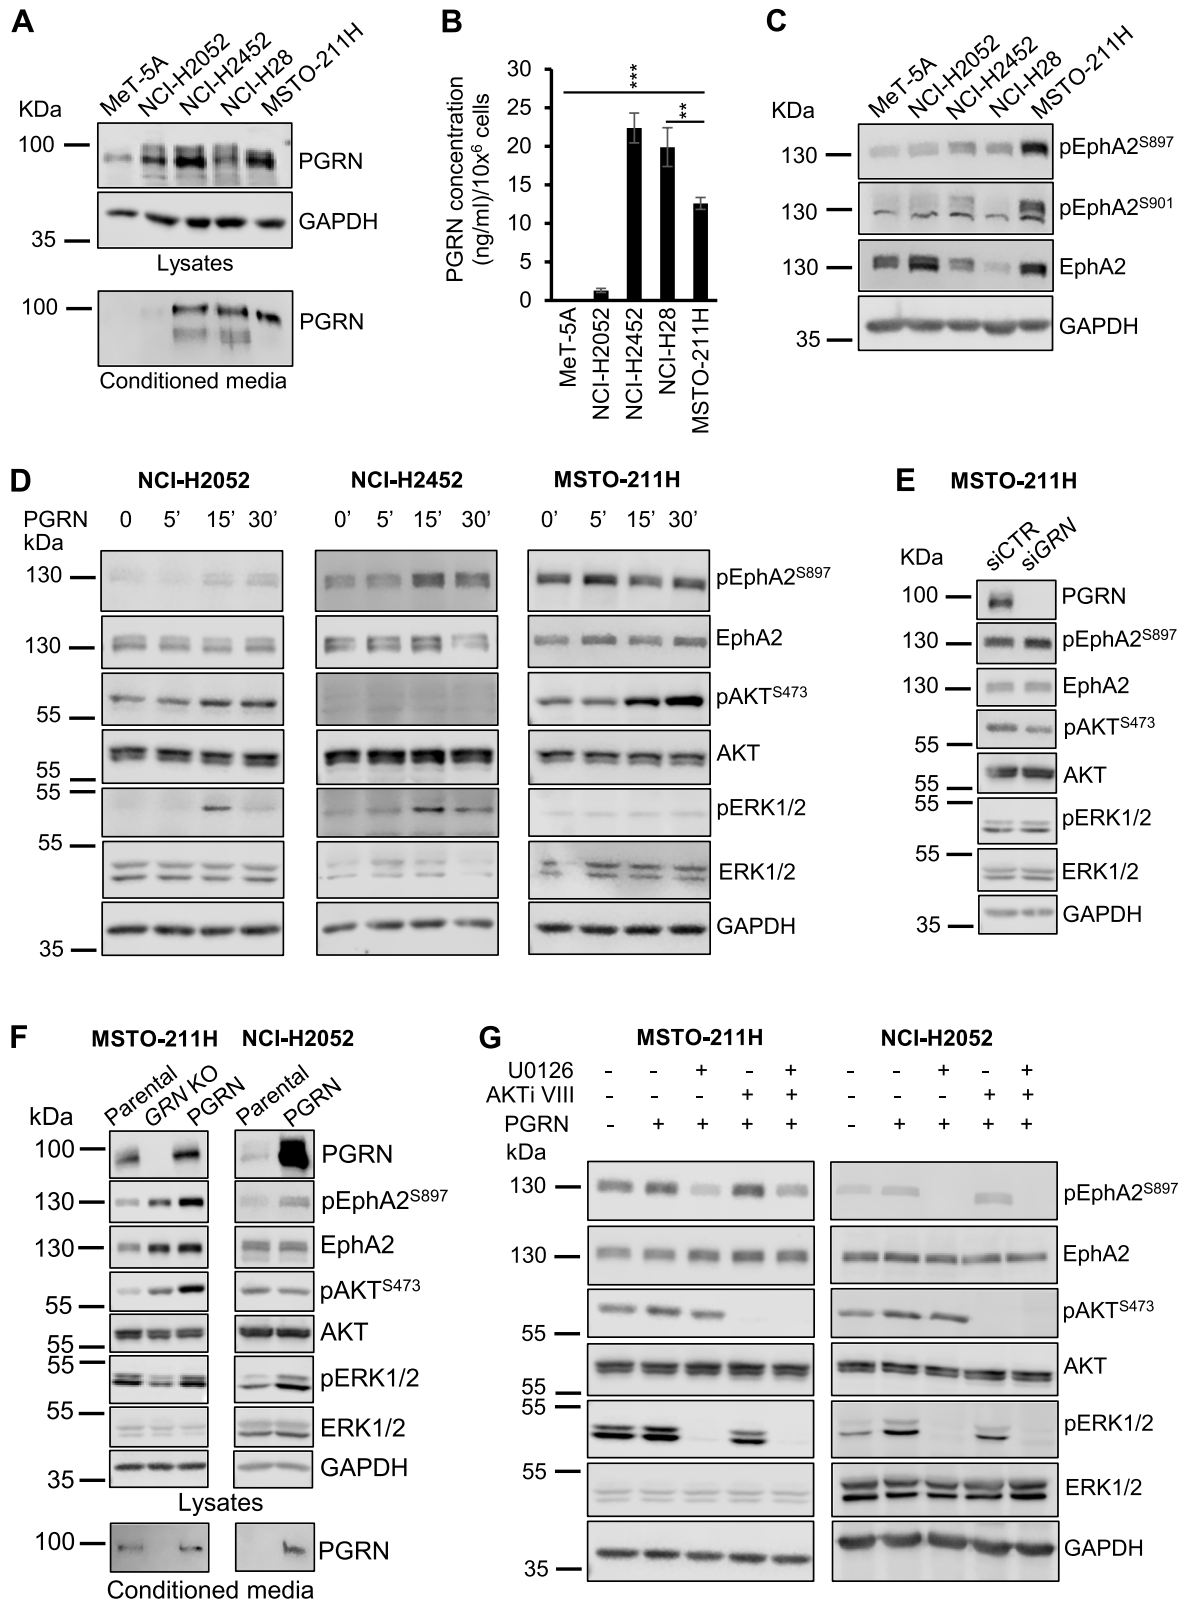 A
MeT-5A
NCI-H2052
NCI-H2452
NCI-H28
MSTO-211H
KDa
100
PGRN
GAPDH
35
Lysates
100
PGRN
Conditioned media
B
PGRN concentration
(ng/ml)/10x⁶ cells
30
25
20
15
10
5
0
***
**
MeT-5A
NCI-H2052
NCI-H2452
NCI-H28
MSTO-211H
C
MeT-5A
NCI-H2052
NCI-H2452
NCI-H28
MSTO-211H
KDa
130
pEphA2S897
130
pEphA2S901
130
EphA2
GAPDH
35
D
NCI-H2052 NCI-H2452 MSTO-211H
PGRN 0 5’ 15’ 30’ 0’ 5’ 15’ 30’ 0’ 5’ 15’ 30’
kDa
130
pEphA2S897
130
EphA2
pAKTS473
55
AKT
55
55
pERK1/2
55
ERK1/2
GAPDH
35
E
MSTO-211H
siCTR
siGRN
KDa
100
PGRN
130
pEphA2S897
130
EphA2
pAKTS473
55
AKT
55
55
pERK1/2
55
ERK1/2
GAPDH
35
F
MSTO-211H NCI-H2052
Parental
GRN KO
PGRN
Parental
PGRN
kDa
100
PGRN
130
pEphA2S897
130
EphA2
pAKTS473
55
AKT
55
55
pERK1/2
55
ERK1/2
GAPDH
35
Lysates
100
PGRN
Conditioned media
G
MSTO-211H NCI-H2052
U0126 - - + - + - - + - +
AKTi VIII - - - + + - - - + +
PGRN - + + + + - + + + +
kDa
130
pEphA2S897
130
EphA2
pAKTS473
55
AKT
55
55
pERK1/2
55
ERK1/2
GAPDH
35